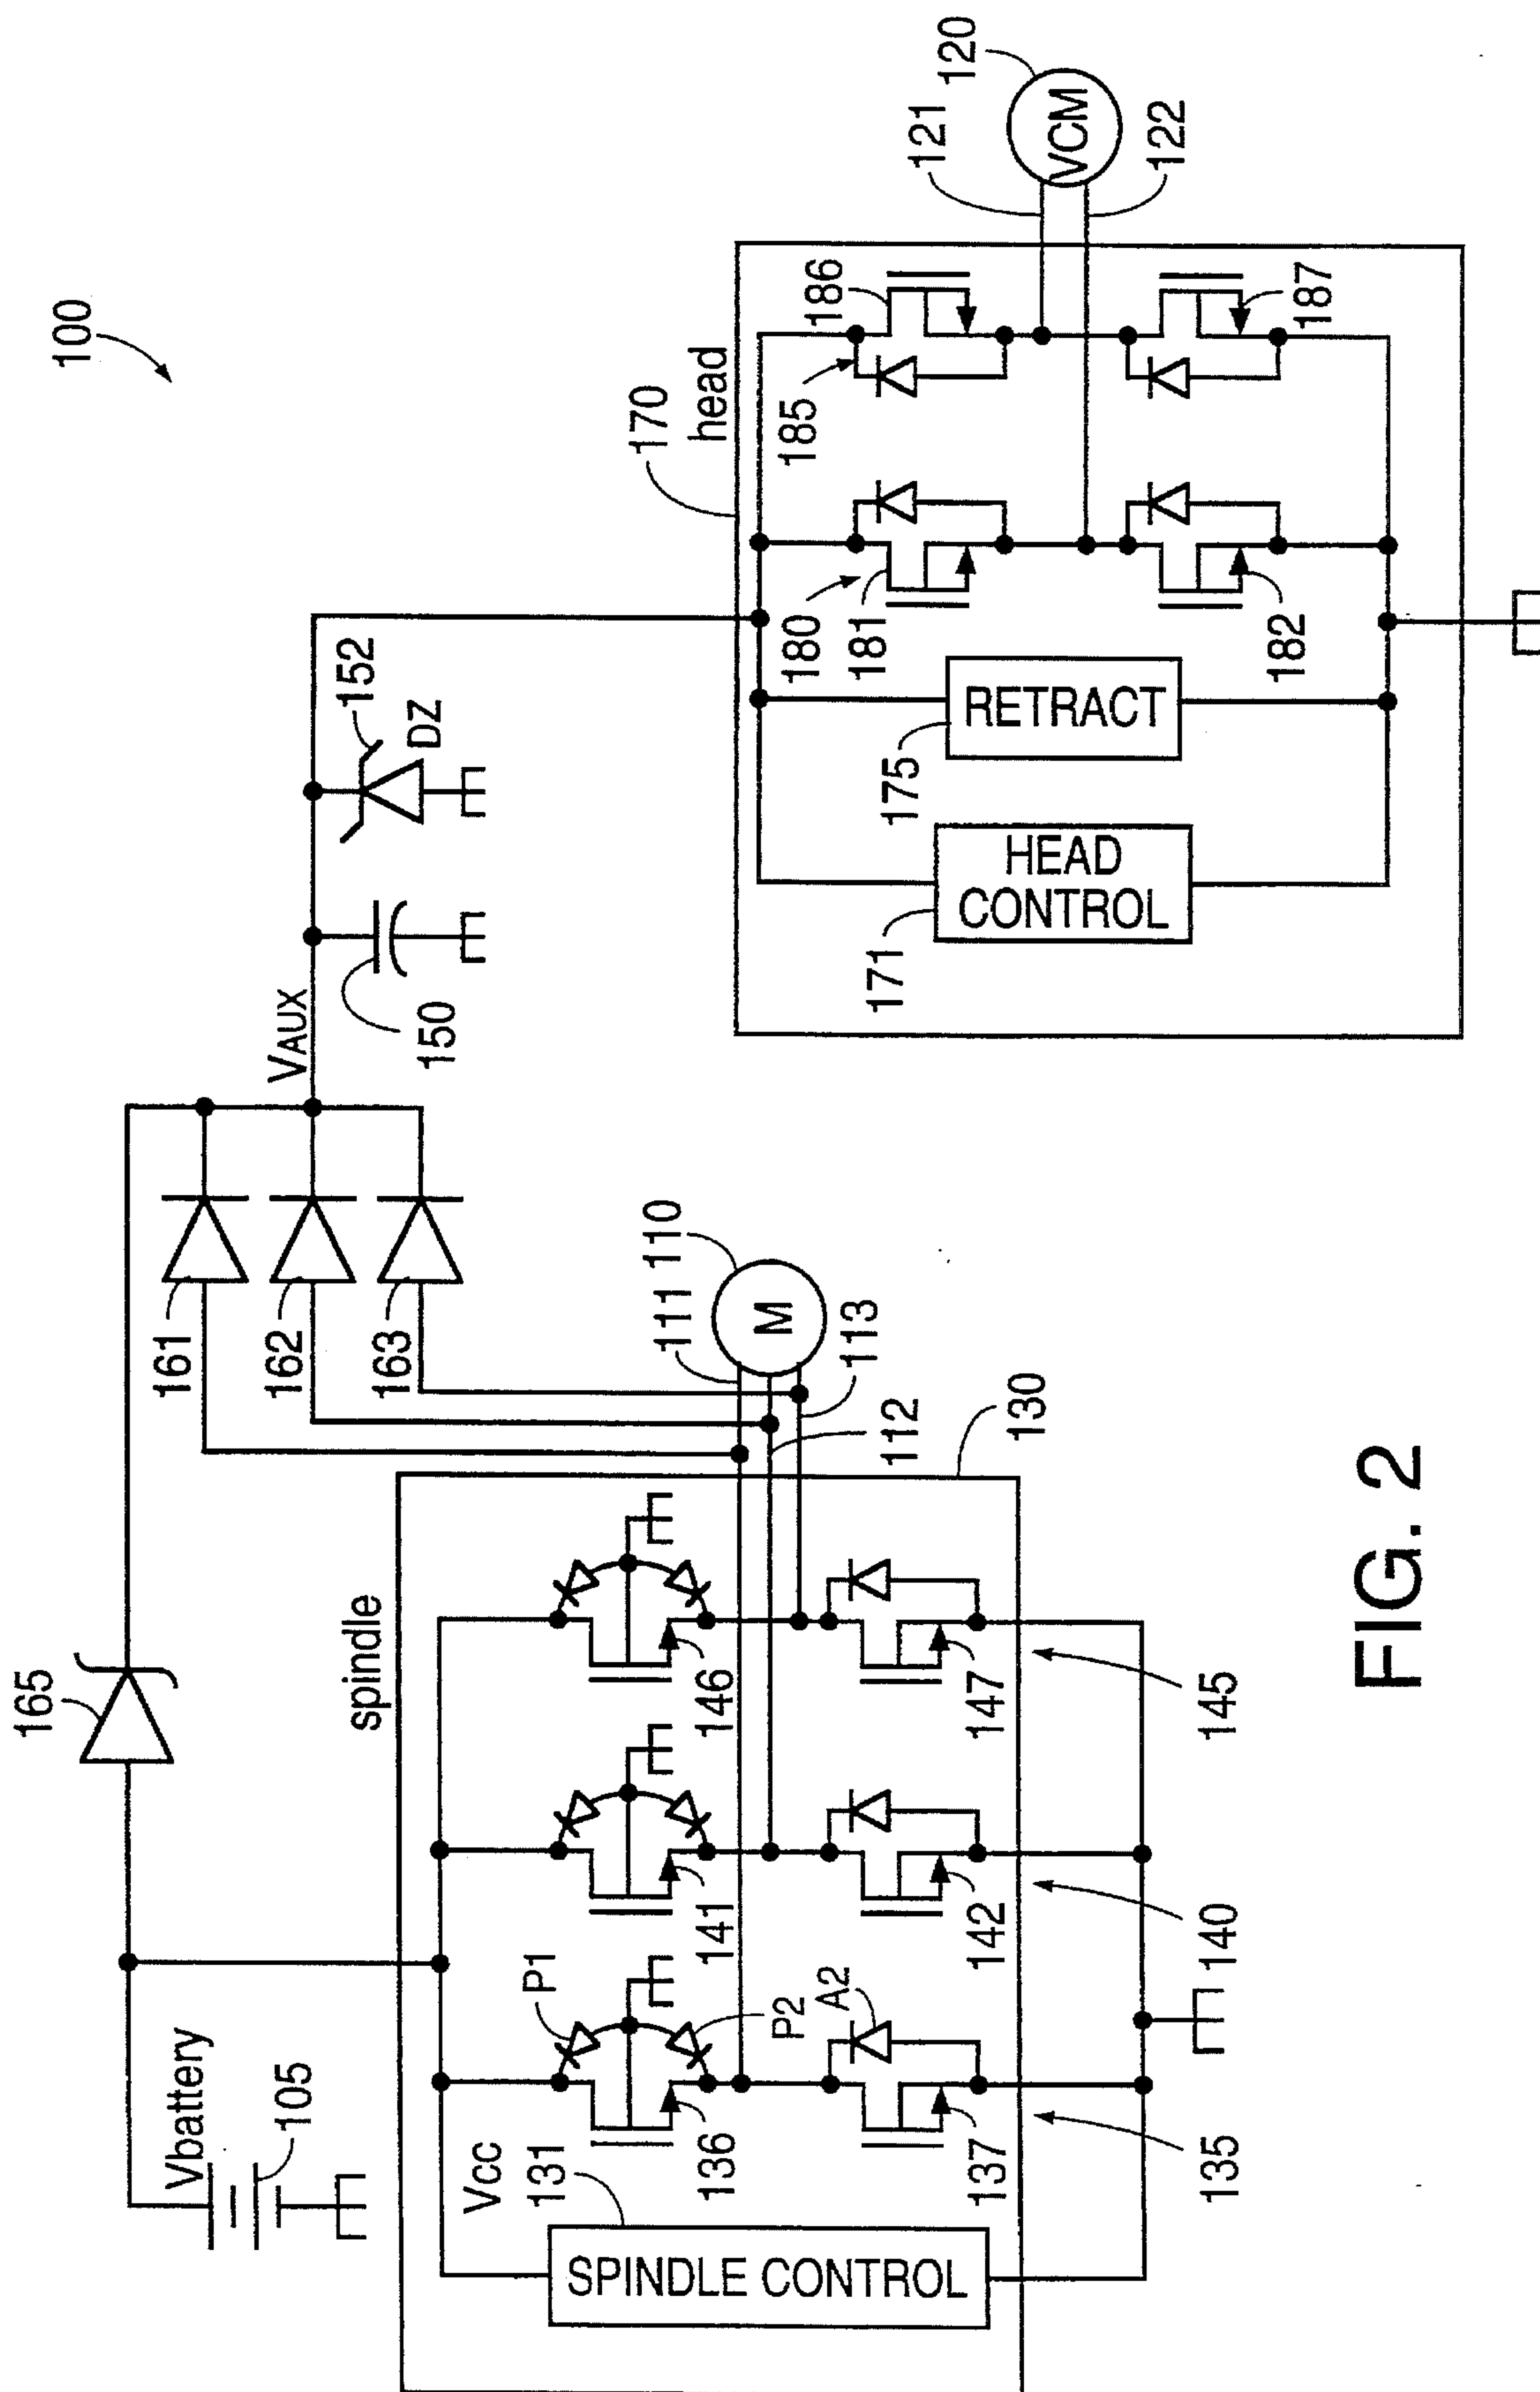 100
165
Vbattery
105
161
162
163
VAUX
150
152
DZ
spindle
Vcc
131
SPINDLE CONTROL
P1
P2
A2
136
137
141
142
146
147
135
140
145
130
110
111
M
113
112
170
head
171
HEAD
CONTROL
175
RETRACT
180
181
182
185
186
187
121
120
VCM
122
FIG. 2